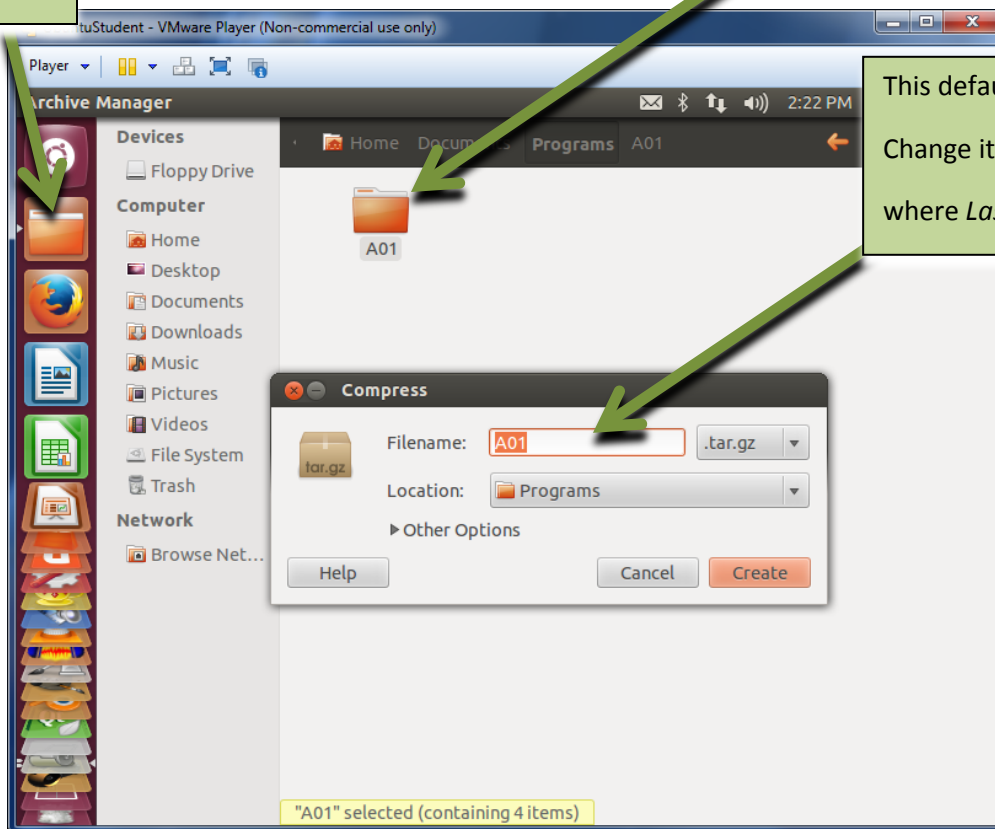 tuStudent - VMware Player (Non-commercial use only)
Player
Archive Manager
2:22 PM
This defau
Change it
where Las
Devices
Floppy Drive
Computer
Home
Desktop
Documents
Downloads
Music
Pictures
Videos
File System
Trash
Network
Browse Net...
Home Documents Programs A01
A01
Compress
tar.gz
Filename: A01 .tar.gz
Location: Programs
Other Options
Help Cancel Create
"A01" selected (containing 4 items)